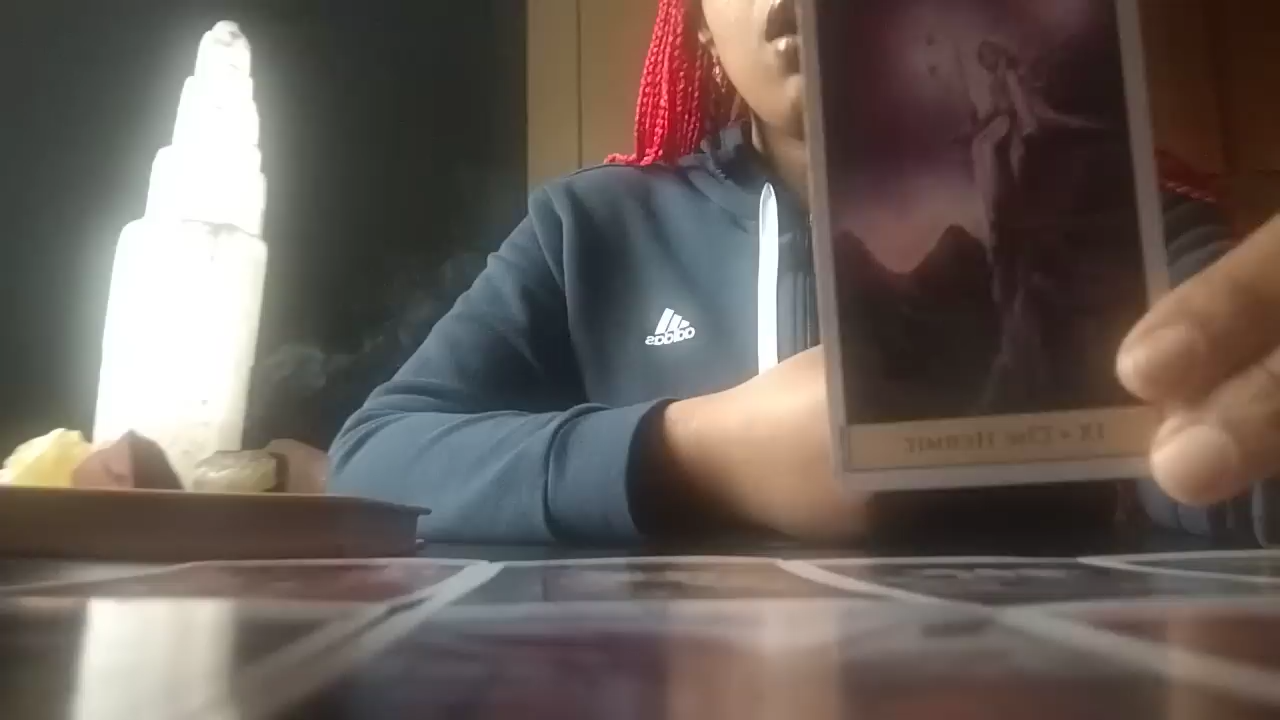 adidas
IX • The Hermit